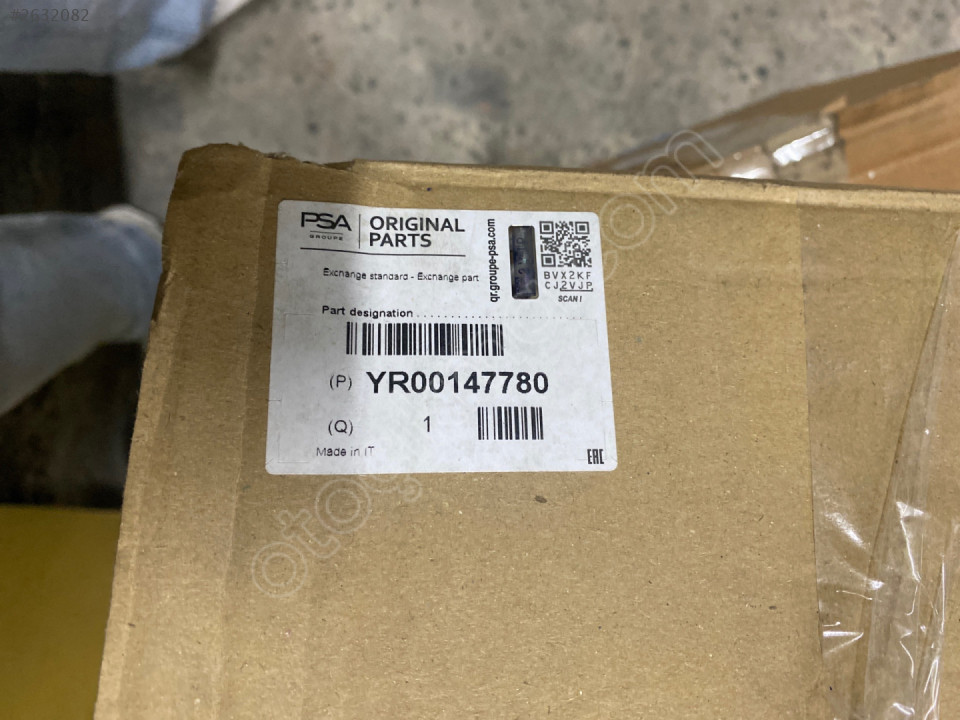 #2632082
PSA
GROUPE
ORIGINAL
PARTS
qr.groupe-psa.com
BVX2KF
CJ2VJP
SCAN !
Exchange standard - Exchange part
Part designation
(P) YR00147780
(Q) 1
Made in IT
EAC